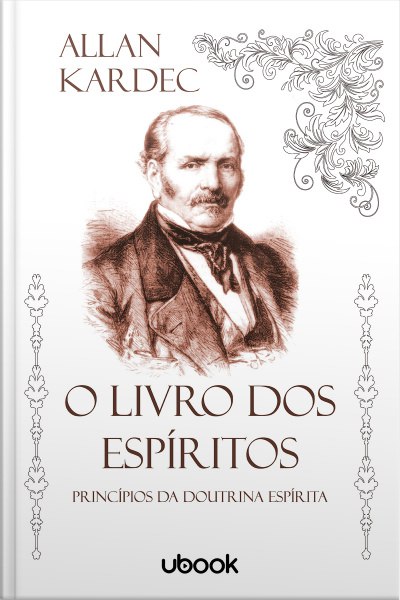 ALLAN
KARDEC
O LIVRO DOS
ESPÍRITOS
PRINCÍPIOS DA DOUTRINA ESPÍRITA
ubook